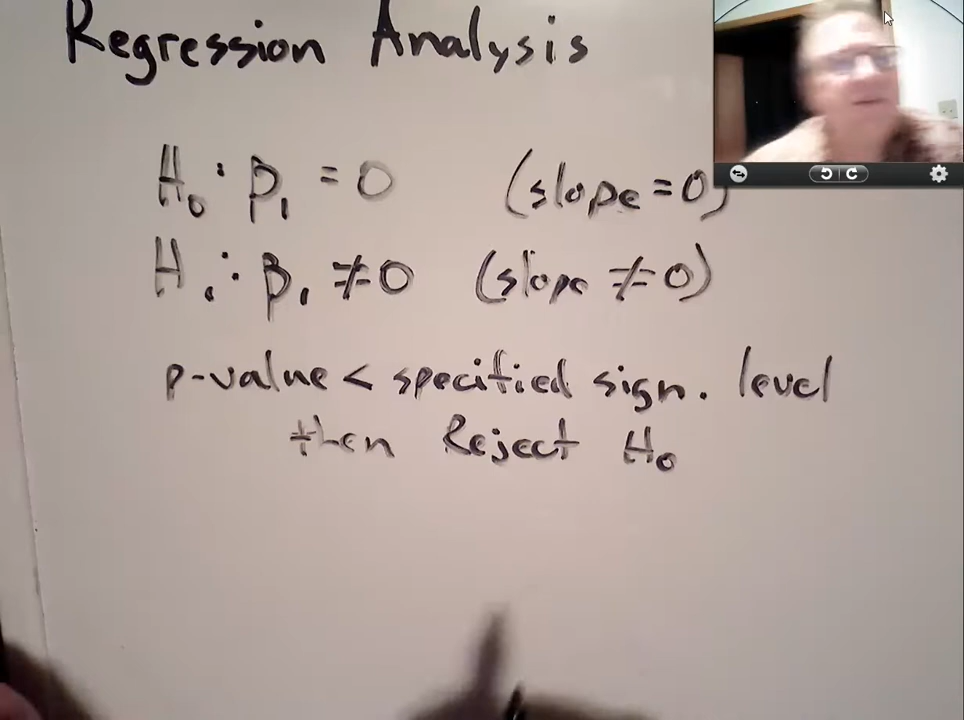 Regression Analysis
H₀: β₁ = 0 (slope = 0)
H₁: β₁ ≠ 0 (slope ≠ 0)
p-value < specified sign. level
then Reject H₀